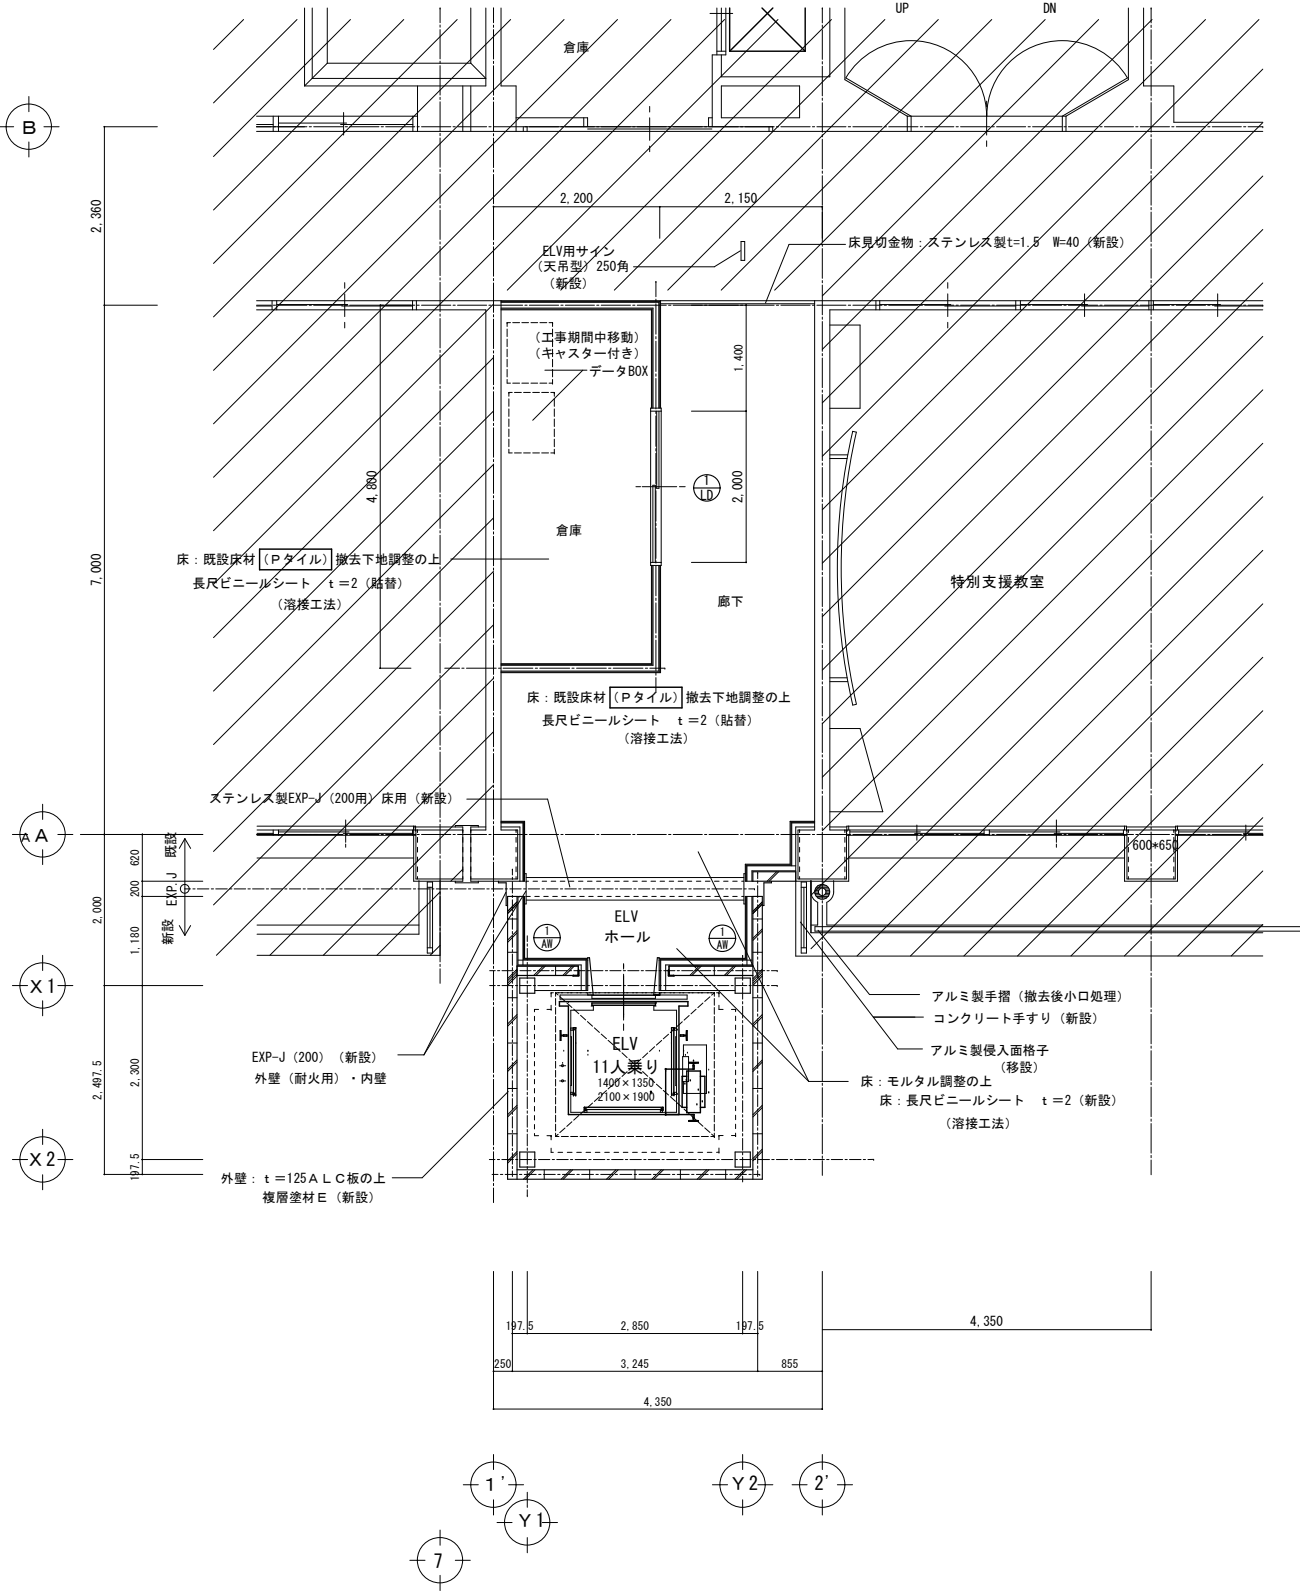 UP
DN
倉庫
B
2,360
2,200
2,150
床見切金物：ステンレス製t=1.5 W=40（新設）
ELV用サイン
（天吊型）250角
（新設）
（工事期間中移動）
（キャスター付き）
データBOX
1,400
4,800
1
LD
2,000
倉庫
7,000
床：既設床材（Ｐタイル）撤去下地調整の上
長尺ビニールシート ｔ＝2（貼替）
（溶接工法）
特別支援教室
廊下
床：既設床材（Ｐタイル）撤去下地調整の上
長尺ビニールシート ｔ＝2（貼替）
（溶接工法）
ステンレス製EXP-J（200用）床用（新設）
A
A
既設
EXP.J
新設
620
200
1,180
2,000
600*650
ELV
ホール
1
AW
1
AW
X1
アルミ製手摺（撤去後小口処理）
コンクリート手すり（新設）
アルミ製侵入面格子
（移設）
EXP-J（200）（新設）
外壁（耐火用）・内壁
ELV
11人乗り
1400×1350
2100×1900
床：モルタル調整の上
床：長尺ビニールシート ｔ＝2（新設）
（溶接工法）
2,497.5
2,300
197.5
X2
外壁：ｔ＝125ＡＬＣ板の上
複層塗材Ｅ（新設）
197.5
2,850
197.5
4,350
250
3,245
855
4,350
1'
Y2
2'
Y1
7